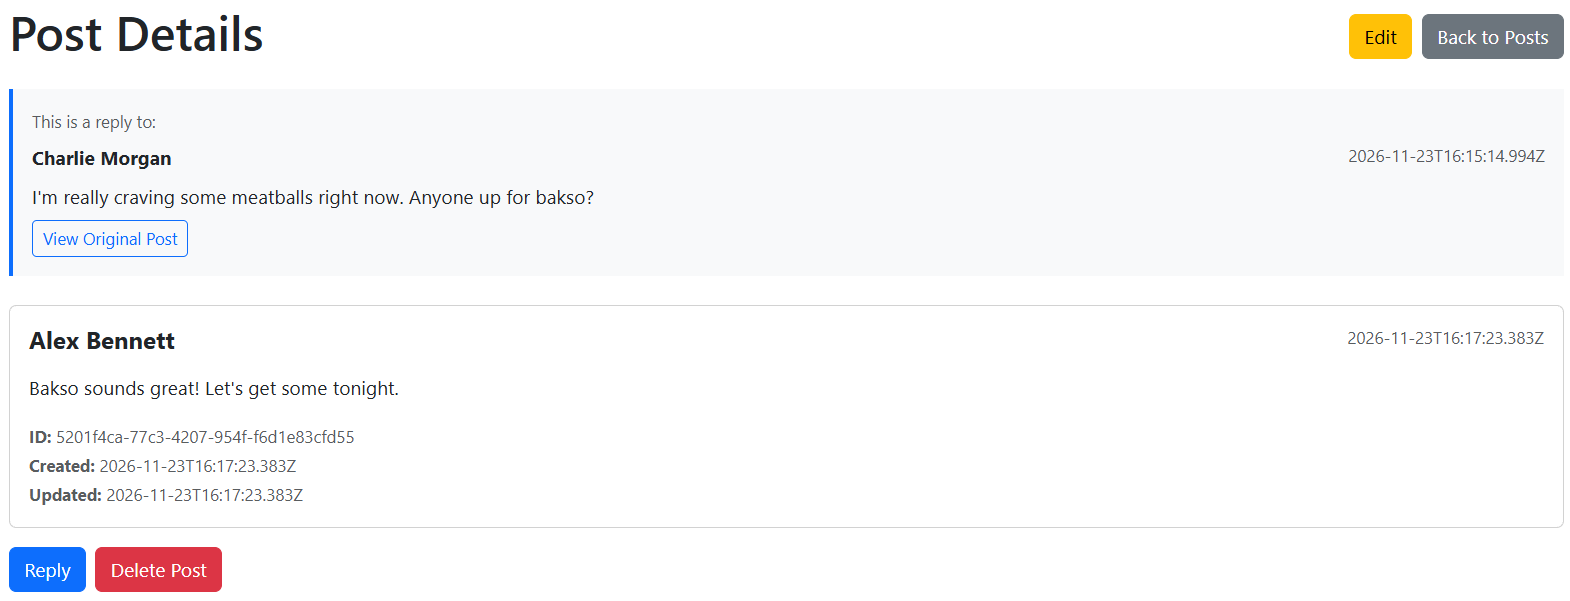 Post Details
Edit
Back to Posts
This is a reply to:
Charlie Morgan
2026-11-23T16:15:14.994Z
I'm really craving some meatballs right now. Anyone up for bakso?
View Original Post
Alex Bennett
2026-11-23T16:17:23.383Z
Bakso sounds great! Let's get some tonight.
ID: 5201f4ca-77c3-4207-954f-f6d1e83cfd55
Created: 2026-11-23T16:17:23.383Z
Updated: 2026-11-23T16:17:23.383Z
Reply
Delete Post